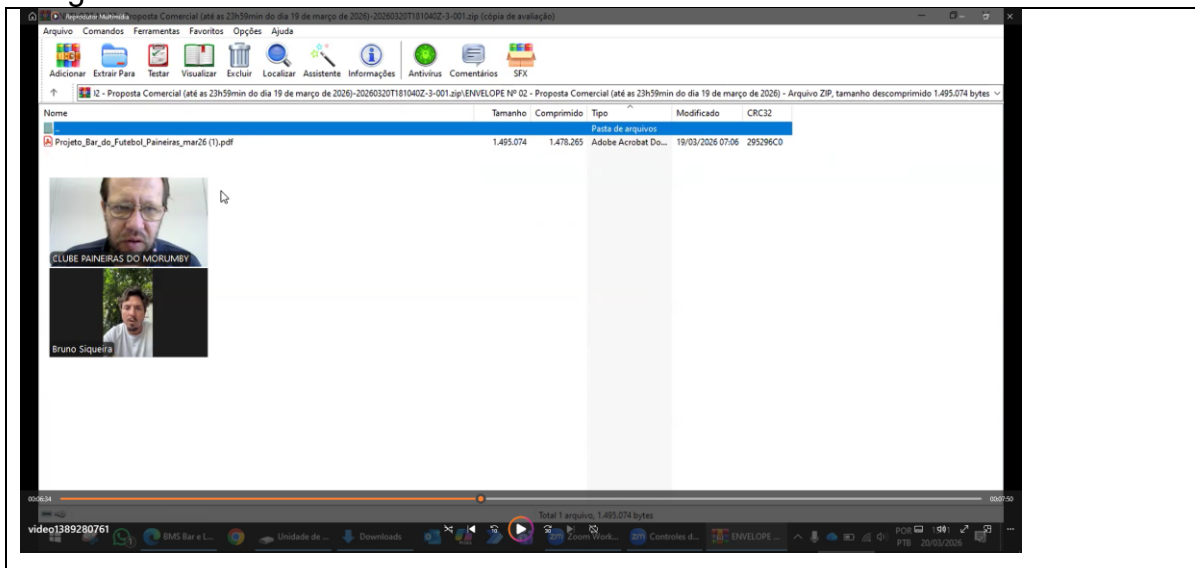 Reproduzir Multimídia roposta Comercial (até as 23h59min do dia 19 de março de 2026)-20260320T181040Z-3-001.zip (cópia de avaliação)
Arquivo Comandos Ferramentas Favoritos Opções Ajuda
Adicionar Extrair Para Testar Visualizar Excluir Localizar Assistente Informações Antivírus Comentários SFX
02 - Proposta Comercial (até as 23h59min do dia 19 de março de 2026)-20260320T181040Z-3-001.zip\ENVELOPE Nº 02 - Proposta Comercial (até as 23h59min do dia 19 de março de 2026) - Arquivo ZIP, tamanho descomprimido 1.495.074 bytes
Nome Tamanho Comprimido Tipo Modificado CRC32
.. Pasta de arquivos
Projeto_Bar_do_Futebol_Paineiras_mar26 (1).pdf 1.495.074 1.478.265 Adobe Acrobat Do... 19/03/2026 07:06 295296C0
CLUBE PAINEIRAS DO MORUMBY
Bruno Siqueira
00:06:34 00:07:50
Total 1 arquivo, 1.495.074 bytes
video1389280761
BMS Bar e L... Unidade de ... Downloads 10 30 Zoom Work... Controles d... ENVELOPE ... POR
PTB 20/03/2026